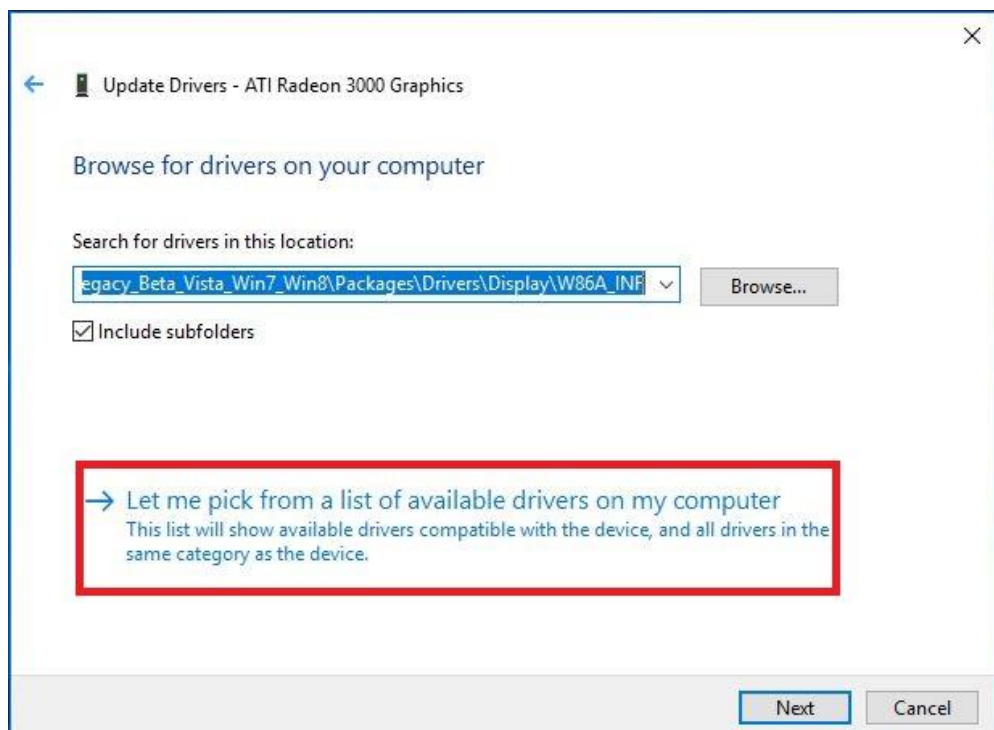 Update Drivers - ATI Radeon 3000 Graphics
Browse for drivers on your computer
Search for drivers in this location:
egacy_Beta_Vista_Win7_Win8\Packages\Drivers\Display\W86A_INF
Browse...
Include subfolders
Let me pick from a list of available drivers on my computer
This list will show available drivers compatible with the device, and all drivers in the
same category as the device.
Next
Cancel